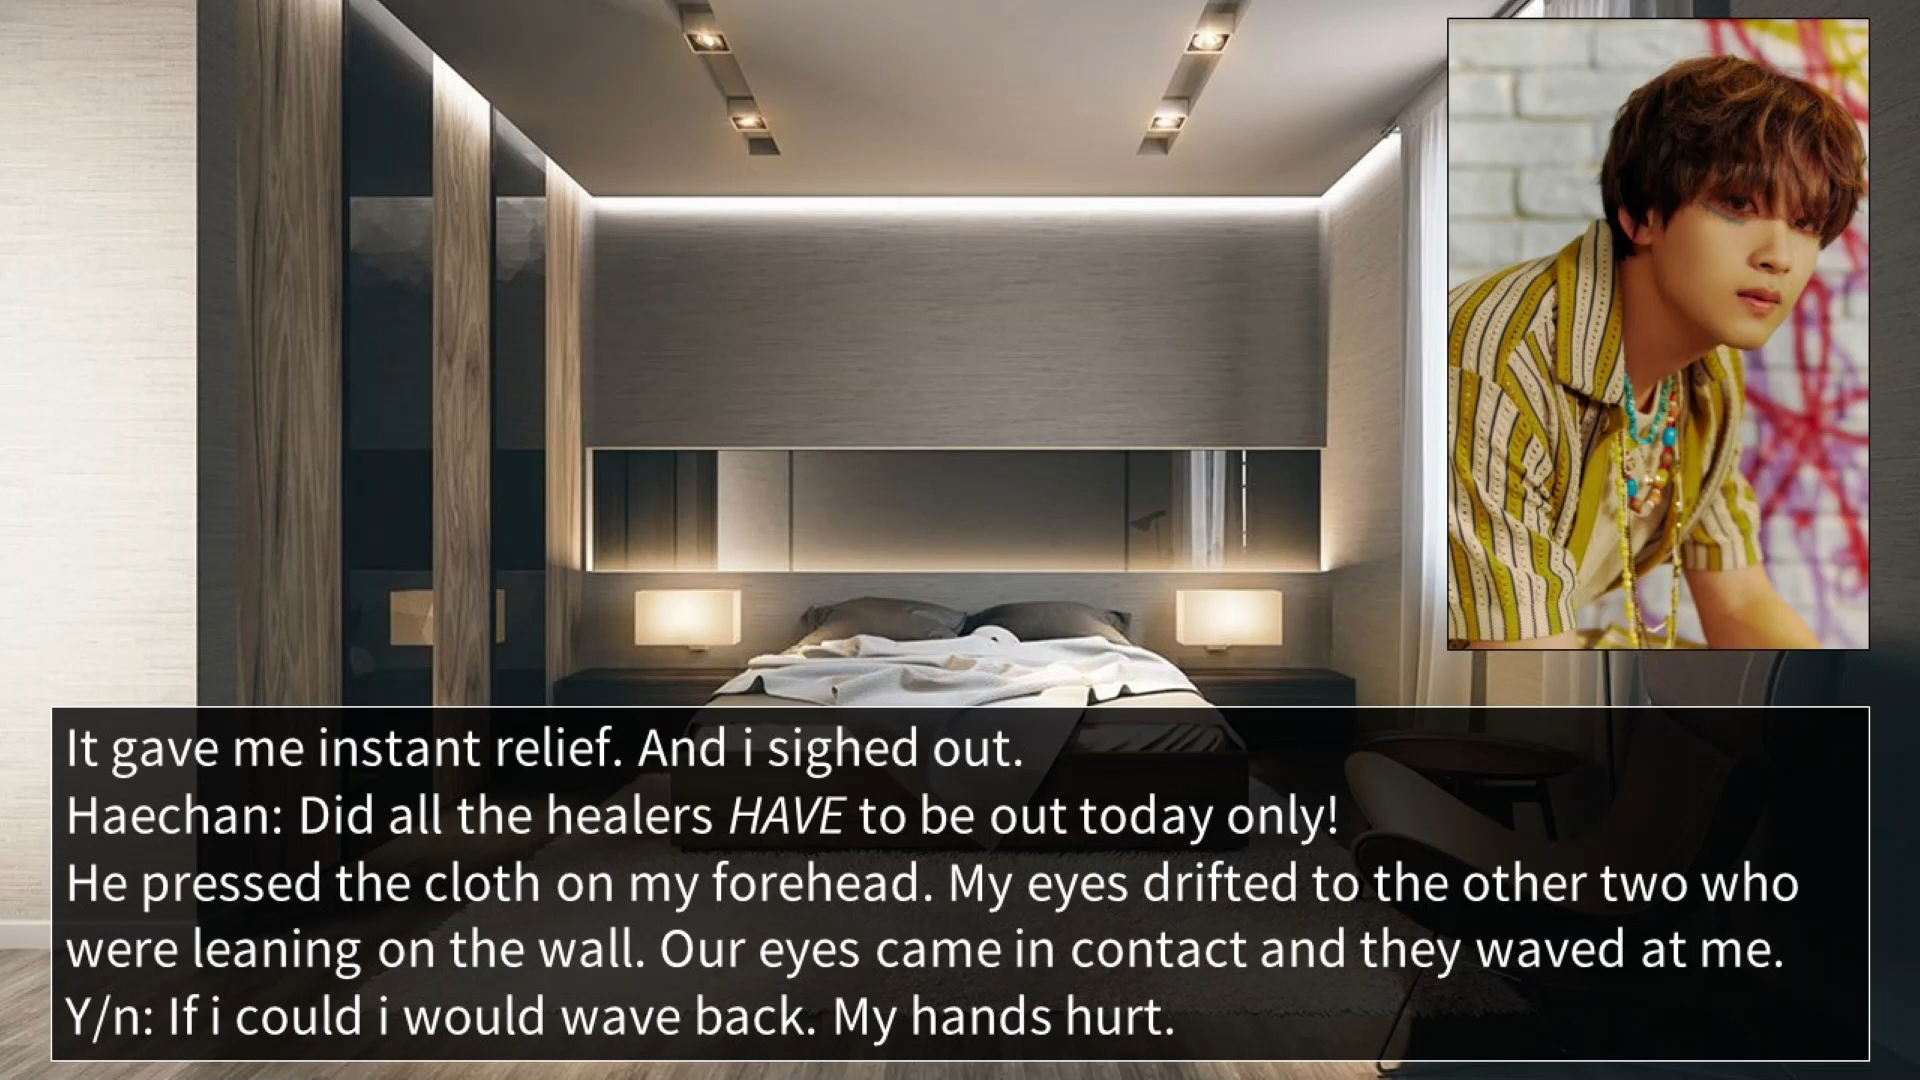 It gave me instant relief. And i sighed out.
Haechan: Did all the healers HAVE to be out today only!
He pressed the cloth on my forehead. My eyes drifted to the other two who
were leaning on the wall. Our eyes came in contact and they waved at me.
Y/n: If i could i would wave back. My hands hurt.